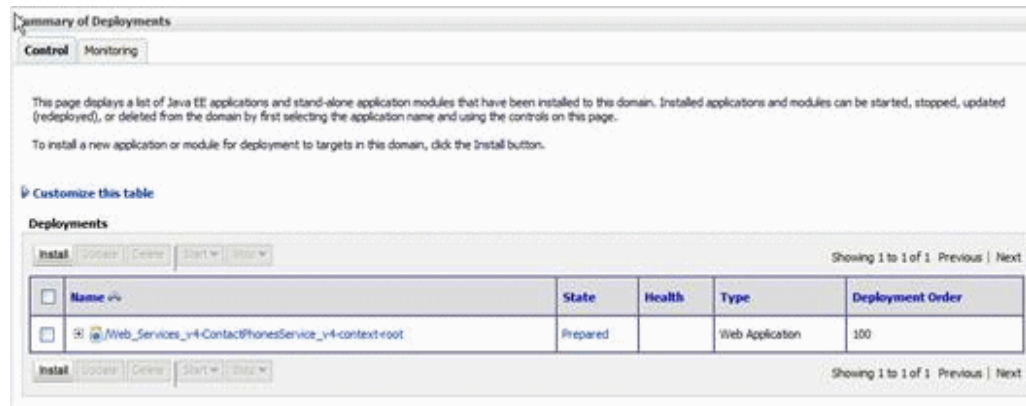 Summary of Deployments
Control Monitoring
This page displays a list of Java EE applications and stand-alone application modules that have been installed to this domain. Installed applications and modules can be started, stopped, updated
(redeployed), or deleted from the domain by first selecting the application name and using the controls on this page.
To install a new application or module for deployment to targets in this domain, click the Install button.
Customize this table
Deployments
Install Update Delete Start Stop Showing 1 to 1 of 1 Previous | Next
Name State Health Type Deployment Order
/Web_Services_v4-ContactPhonesService_v4-context-root Prepared Web Application 100
Install Update Delete Start Stop Showing 1 to 1 of 1 Previous | Next